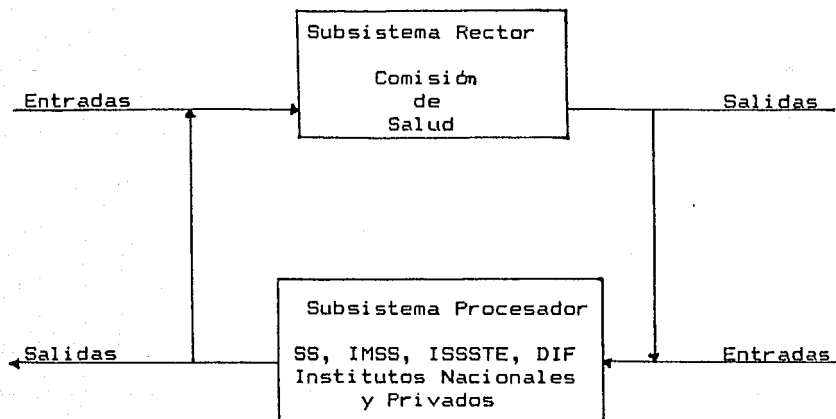 Subsistema Rector
Comisión
de
Salud
Entradas
Salidas
Subsistema Procesador
SS, IMSS, ISSSTE, DIF
Institutos Nacionales
y Privados
Salidas
Entradas